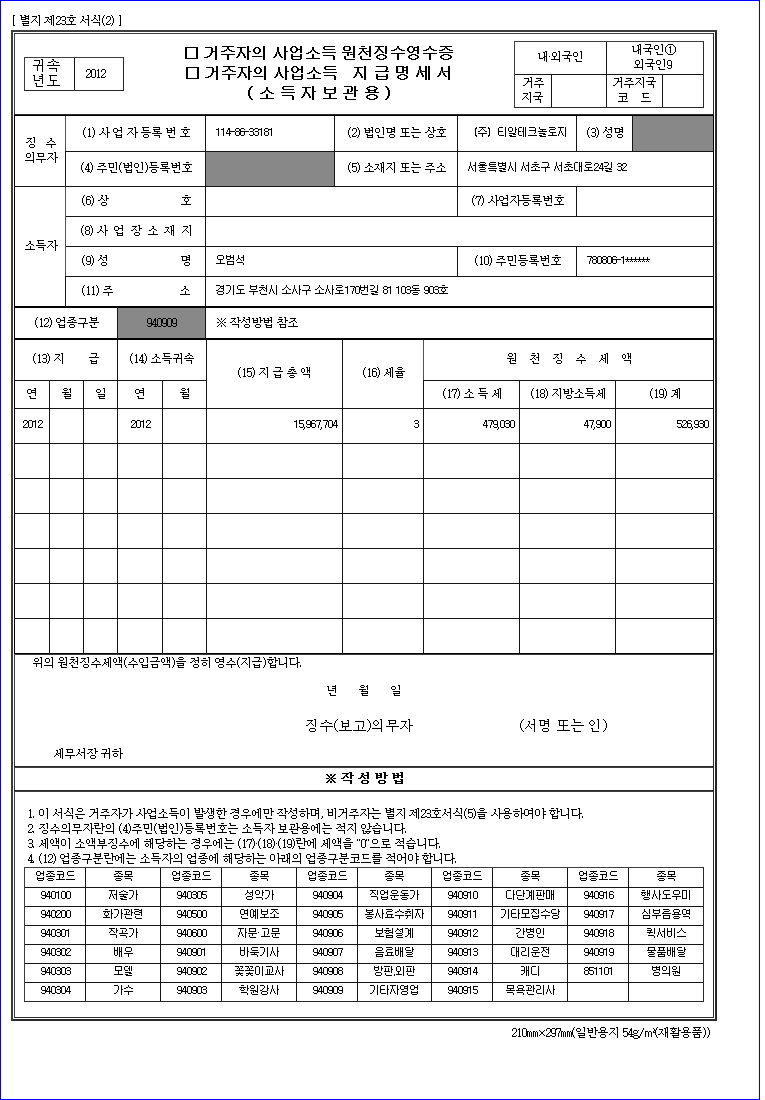 [ 별지 제23호 서식(2) ]
귀 속
년 도
2012
□ 거주자의 사업소득 원천징수영수증
□ 거주자의 사업소득 지 급 명 세 서
( 소 득 자 보 관 용 )
내·외국인
내국인①
외국인9
거주
지국
거주지국
코 드
징 수
의무자
(1) 사 업 자 등 록 번 호
114-86-33181
(2) 법인명 또는 상호
(주) 티알테크놀로지
(3) 성명
(4) 주민(법인)등록번호
(5) 소재지 또는 주소
서울특별시 서초구 서초대로24길 32
소득자
(6) 상 호
(7) 사업자등록번호
(8) 사 업 장 소 재 지
(9) 성 명
오범석
(10) 주민등록번호
780806-1******
(11) 주 소
경기도 부천시 소사구 소사로170번길 81 103동 903호
(12) 업종구분
940909
※ 작성방법 참조
(13) 지 급
(14) 소득귀속
(15) 지 급 총 액
(16) 세율
원 천 징 수 세 액
연 월 일 연 월
(17) 소 득 세
(18) 지방소득세
(19) 계
2012 2012 15,967,704 3 479,030 47,900 526,930
위의 원천징수세액(수입금액)을 정히 영수(지급)합니다.
년 월 일
징수(보고)의무자 (서명 또는 인)
세무서장 귀하
※ 작 성 방 법
1. 이 서식은 거주자가 사업소득이 발생한 경우에만 작성하며, 비거주자는 별지 제23호서식(5)을 사용하여야 합니다.
2. 징수의무자란의 (4)주민(법인)등록번호는 소득자 보관용에는 적지 않습니다.
3. 세액이 소액부징수에 해당하는 경우에는 (17)·(18)·(19)란에 세액을 "0"으로 적습니다.
4. (12) 업종구분란에는 소득자의 업종에 해당하는 아래의 업종구분코드를 적어야 합니다.
업종코드 종목 업종코드 종목 업종코드 종목 업종코드 종목 업종코드 종목
940100 저술가 940305 성악가 940904 직업운동가 940910 다단계판매 940916 행사도우미
940200 화가관련 940500 연예보조 940905 봉사료수취자 940911 기타모집수당 940917 심부름용역
940301 작곡가 940600 자문·고문 940906 보험설계 940912 간병인 940918 퀵서비스
940302 배우 940901 바둑기사 940907 음료배달 940913 대리운전 940919 물품배달
940303 모델 940902 꽃꽂이교사 940908 방판,외판 940914 캐디 851101 병의원
940304 가수 940903 학원강사 940909 기타자영업 940915 목욕관리사
210㎜×297㎜(일반용지 54g/㎡(재활용품))